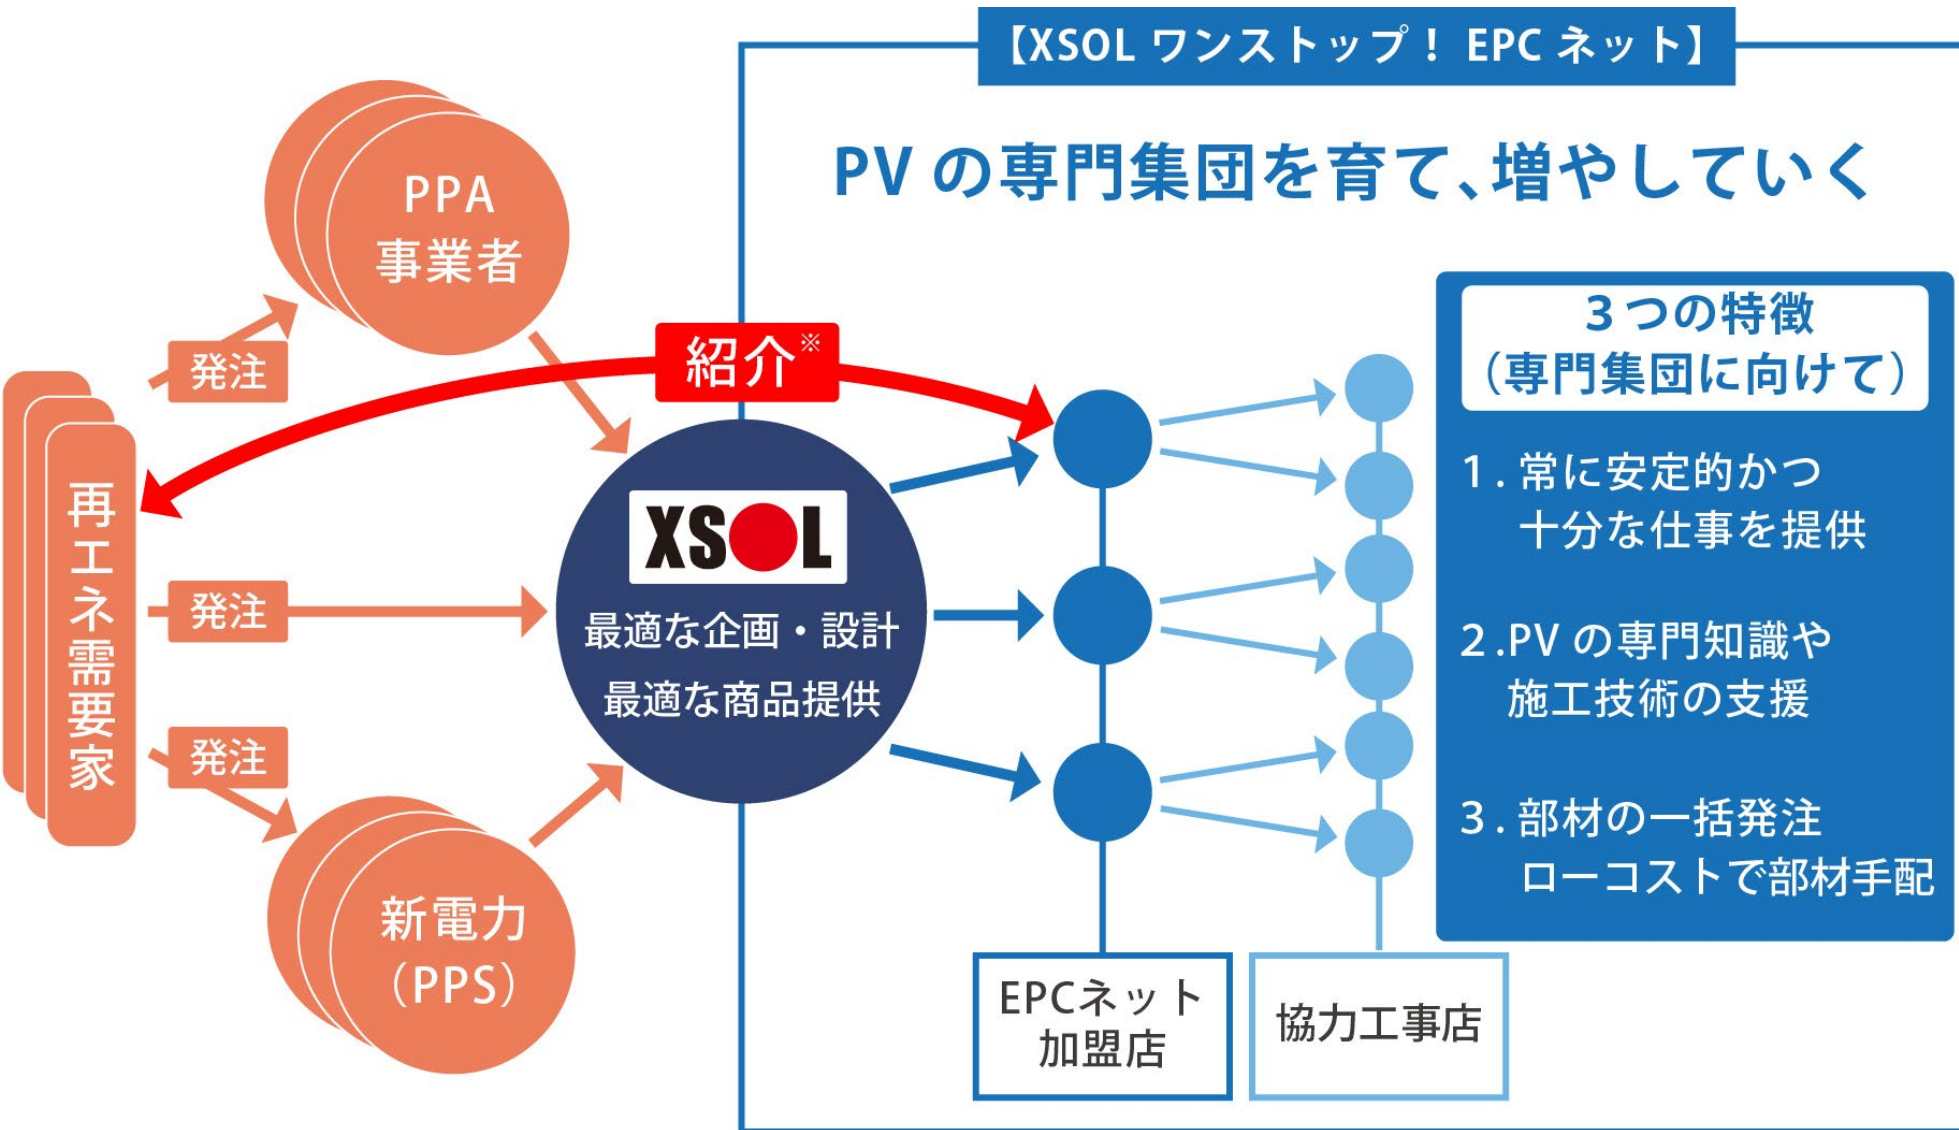 【XSOL ワンストップ！ EPC ネット】
PV の専門集団を育て、増やしていく
PPA
事業者
発注
紹介※
再エネ需要家
発注
発注
XSOL
最適な企画・設計
最適な商品提供
新電力
（PPS）
3つの特徴
（専門集団に向けて）
1. 常に安定的かつ
十分な仕事を提供
2.PV の専門知識や
施工技術の支援
3. 部材の一括発注
ローコストで部材手配
EPCネット
加盟店
協力工事店